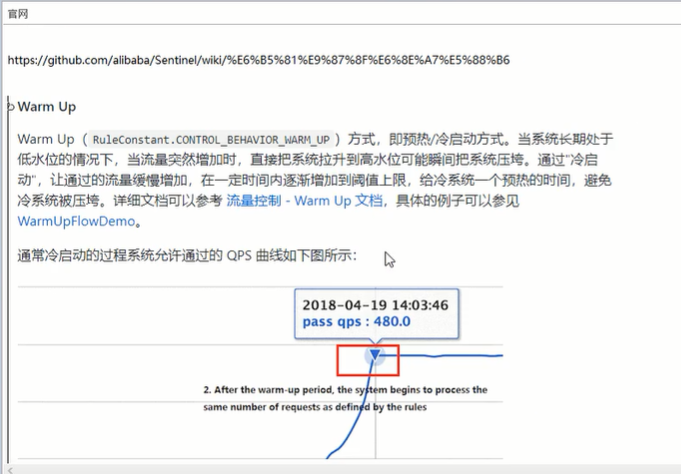 官网
https://github.com/alibaba/Sentinel/wiki/%E6%B5%81%E9%87%8F%E6%8E%A7%E5%88%B6
Warm Up
Warm Up（RuleConstant.CONTROL_BEHAVIOR_WARM_UP）方式，即预热/冷启动方式。当系统长期处于
低水位的情况下，当流量突然增加时，直接把系统拉升到高水位可能瞬间把系统压垮。通过"冷启
动"，让通过的流量缓慢增加，在一定时间内逐渐增加到阈值上限，给冷系统一个预热的时间，避免
冷系统被压垮。详细文档可以参考 流量控制 - Warm Up 文档，具体的例子可以参见
WarmUpFlowDemo。
通常冷启动的过程系统允许通过的 QPS 曲线如下图所示：
2018-04-19 14:03:46
pass qps : 480.0
2. After the warm-up period, the system begins to process the
same number of requests as defined by the rules